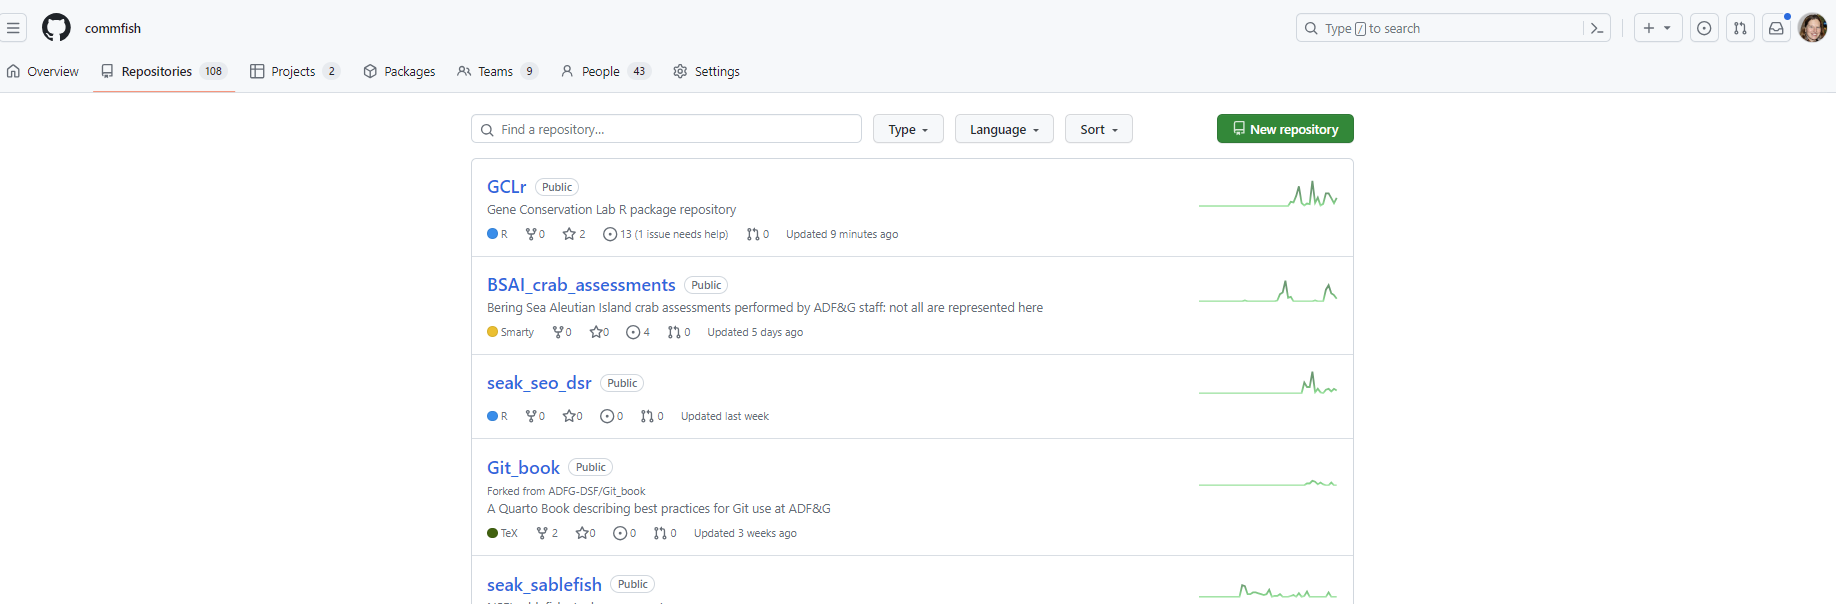 commfish
Type / to search
Overview Repositories 108 Projects 2 Packages Teams 9 People 43 Settings
Find a repository... Type Language Sort New repository
GCLr Public
Gene Conservation Lab R package repository
R 0 2 13 (1 issue needs help) 0 Updated 9 minutes ago
BSAI_crab_assessments Public
Bering Sea Aleutian Island crab assessments performed by ADF&G staff: not all are represented here
Smarty 0 0 4 0 Updated 5 days ago
seak_seo_dsr Public
R 0 0 0 0 Updated last week
Git_book Public
Forked from ADFG-DSF/Git_book
A Quarto Book describing best practices for Git use at ADF&G
TeX 2 0 0 0 Updated 3 weeks ago
seak_sablefish Public